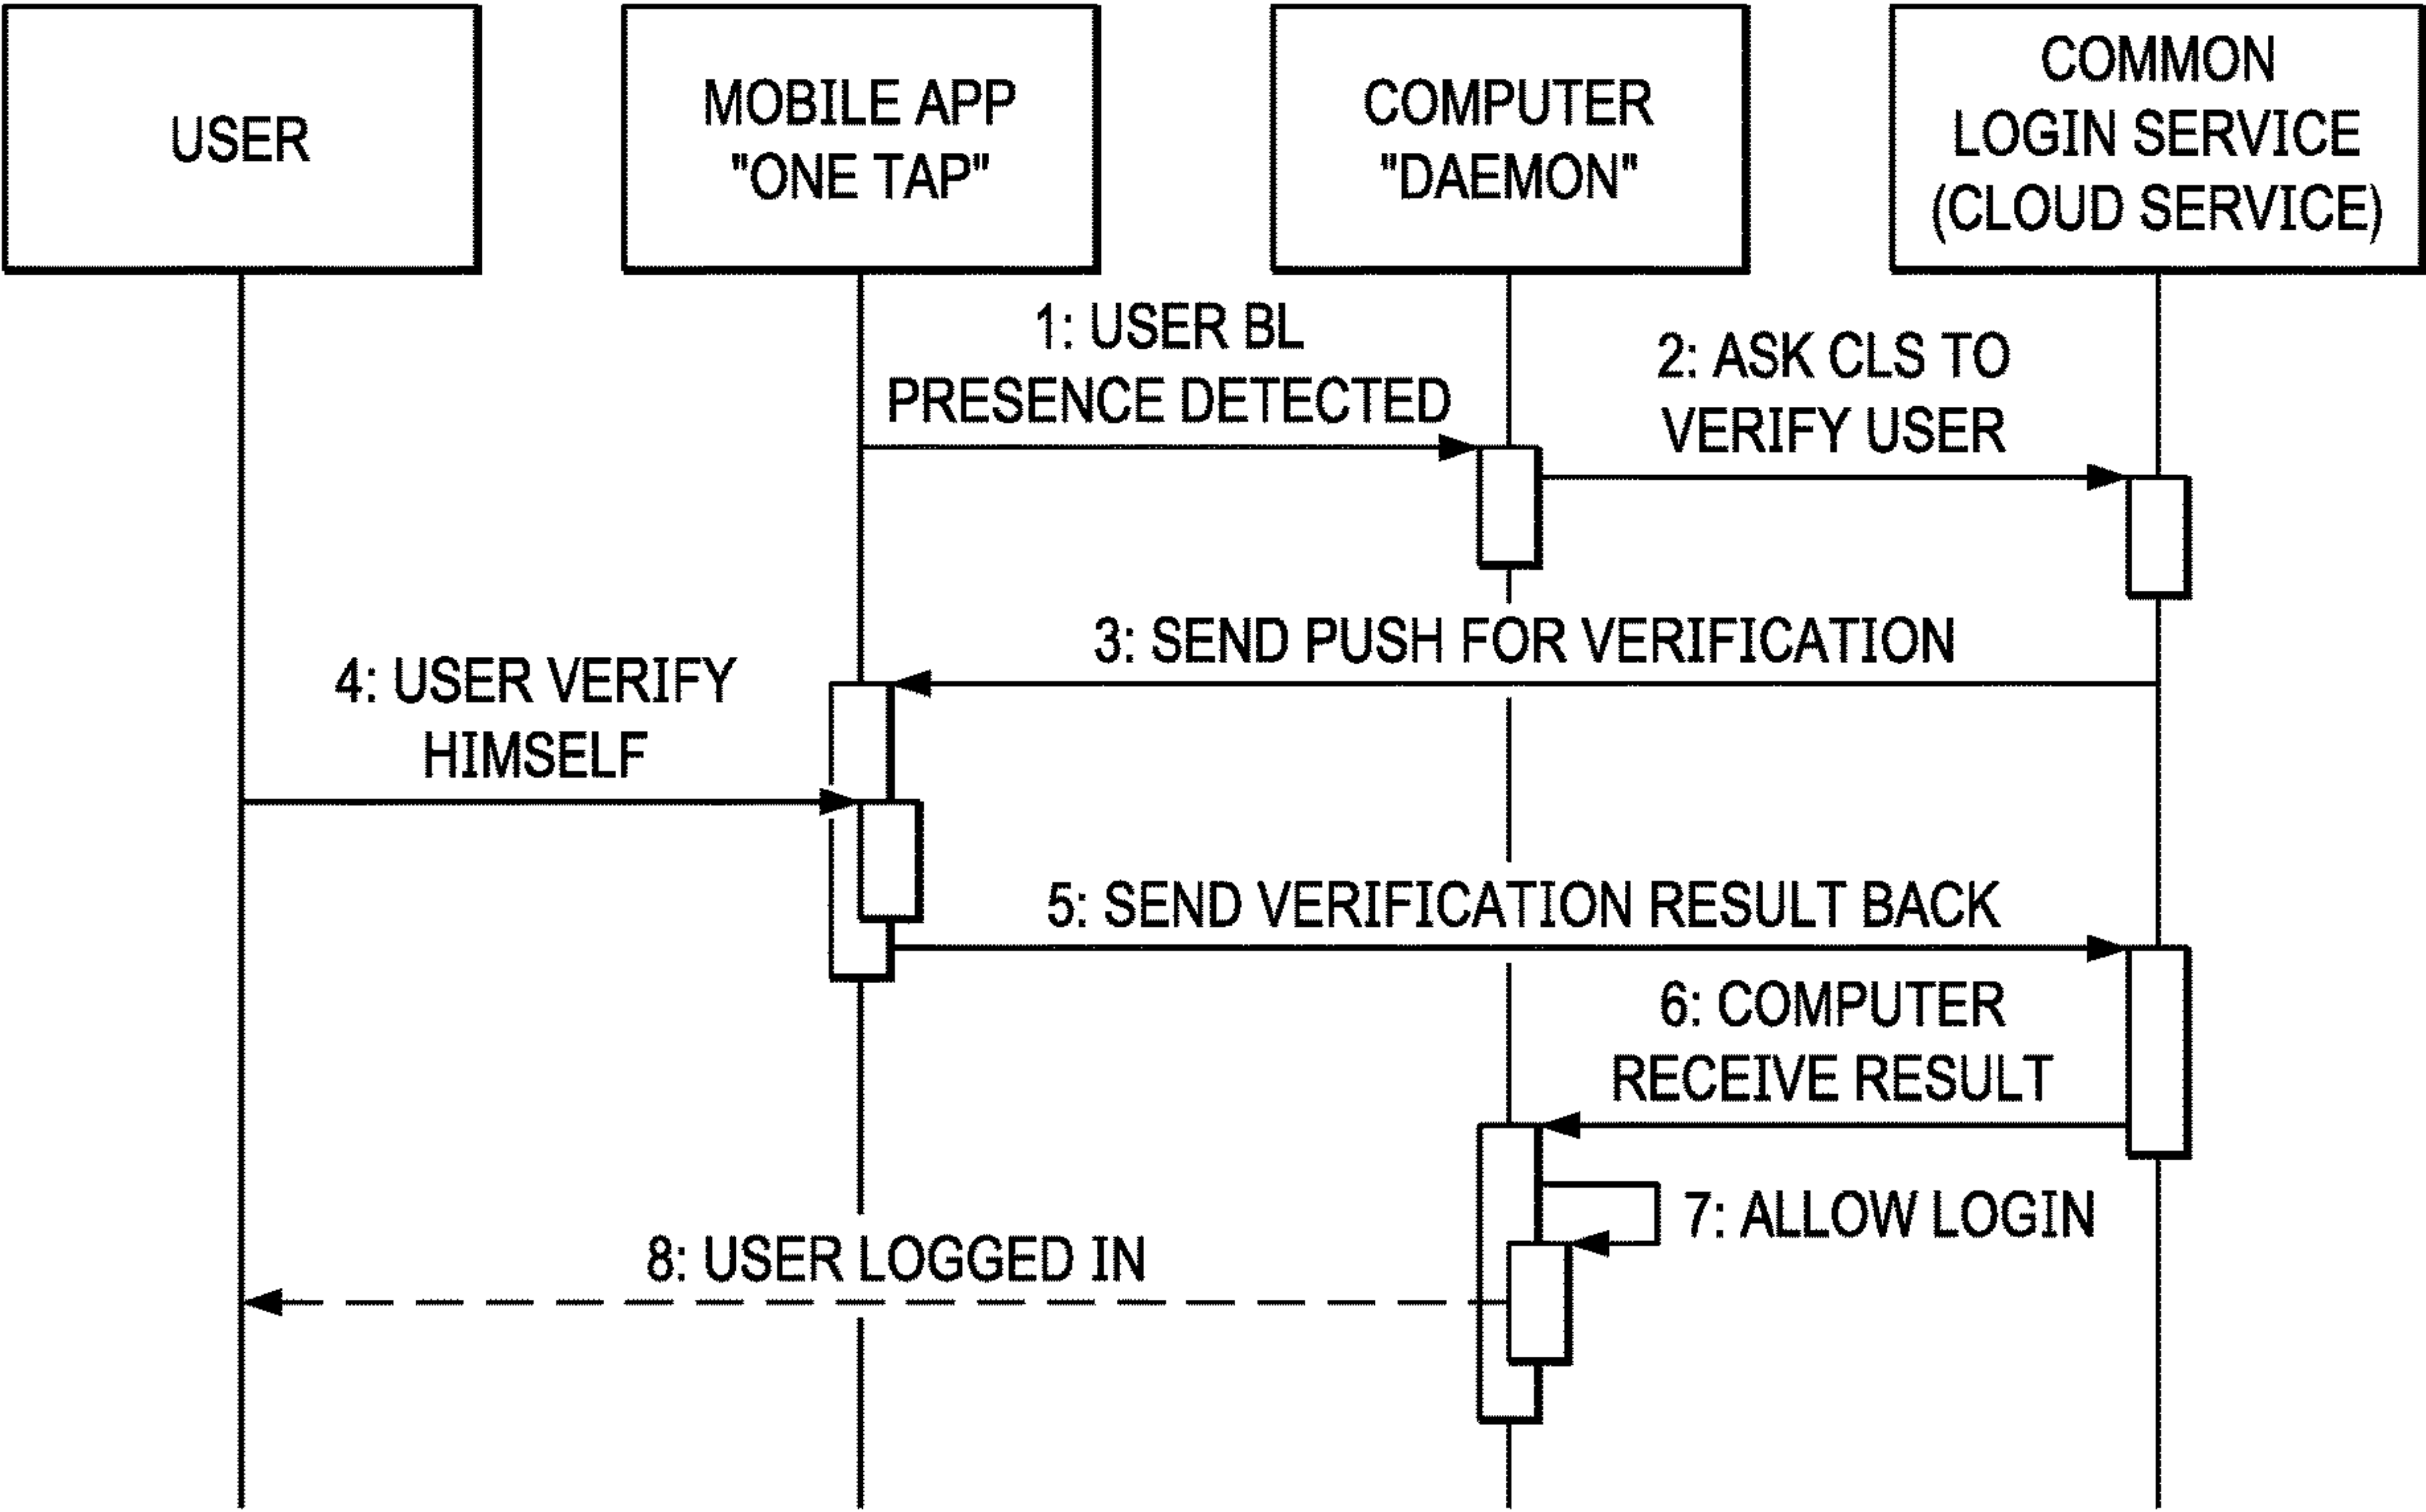 USER
MOBILE APP
"ONE TAP"
COMPUTER
"DAEMON"
COMMON
LOGIN SERVICE
(CLOUD SERVICE)
1: USER BL
PRESENCE DETECTED
2: ASK CLS TO
VERIFY USER
3: SEND PUSH FOR VERIFICATION
4: USER VERIFY
HIMSELF
5: SEND VERIFICATION RESULT BACK
6: COMPUTER
RECEIVE RESULT
7: ALLOW LOGIN
8: USER LOGGED IN